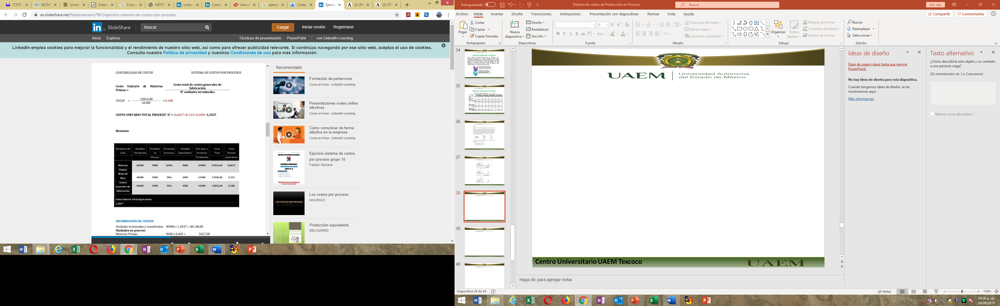 (7376
SECME
Univer
Sistem
Ciclo d
MÉTO
costo p
Costos
Ask.co
ejemp
Costec
Ejercic
(2) (PD
(2) (PD
es.slideshare.net/fabianserrano7967/ejercicio-sistema-de-costos-por-proceso
SlideShare
Buscar
Cargar
Iniciar sesión
Registrarse
Inicio
Explorar
Técnicas de presentación
PowerPoint
con LinkedIn Learning
LinkedIn emplea cookies para mejorar la funcionalidad y el rendimiento de nuestro sitio web, así como para ofrecer publicidad relevante. Si continúas navegando por ese sitio web, aceptas el uso de cookies.
Consulta nuestra Política de privacidad y nuestras Condiciones de uso para más información.
CONTABILIDAD DE COSTOS SISTEMA DE COSTOS POR PROCESOS
Costo Unitario de Materias
Primas =
Costo total de costos generales de
fabricación
N° unidades terminadas
CUCGF =
12816,00
44500
= 0,288
COSTO UNITARIO TOTAL PROCESO "A" = 0,6027+0,313+0,288= 1,2037
Resumen
Elementos del Costo
Unidades Terminadas
Unidades en Proceso
Porcentaje de Avance
Unidades Equivalentes
Uni. Equi. a Productos Terminados
Costo Total
Costo Unitario equivalente
Materias Primas 40000 9000 100% 9000 49000 29534,00 0,6027
Mano de Obra 40000 9000 50% 4500 44500 13930,00 0,313
Costos Generales de Fabricación 40000 9000 50% 4500 44500 12816,00 0,288
Costo Unitario Total Equivalente
1,2037
DISTRIBUCION DE COSTOS
Unidades terminadas y transferidas 40000 x 1,2037 = 48.148,00
Unidades en proceso
Materias Primas 9000 x 0,603 = 5427,00
Recomendado
Formación de portavoces
Curso en línea - LinkedIn Learning
Presentaciones orales online
efectivas
Curso en línea - LinkedIn Learning
Cómo comunicar de forma
efectiva en la empresa
Curso en línea - LinkedIn Learning
Ejercicio sistema de costos
por proceso grupo 10
Fabian Serrano
LOS COSTOS POR PROCESO
Los costos por proceso
enocbtos3
Producción equivalente
MELGARRD
Autoguardado
Sistema de costos de Producción en Proceso
Buscar
Inic. ses.
Archivo
Inicio
Insertar
Diseño
Transiciones
Animaciones
Presentación con diapositivas
Revisar
Vista
Ayuda
Compartir
Comentarios
Pegar
Cortar
Copiar
Copiar formato
Portapapeles
Nueva
diapositiva
Diseño
Restablecer
Sección
Diapositivas
18
Fuente
Dirección del texto
Alinear texto
Convertir a SmartArt
Párrafo
Organizar
Estilos
rápidos
Relleno de forma
Contorno de forma
Efectos de forma
Dibujo
Buscar
Reemplazar
Seleccionar
Edición
34
Hoja de costos por procesos
35
Hoja de costos por procesos
36
37
38
39
40
UAEM
Universidad Autónoma
del Estado de México
Centro Universitario UAEM Texcoco
UAEM
Haga clic para agregar notas
Ideas de diseño
Dejar de sugerir ideas hasta que reinicie
PowerPoint.
No hay ideas de diseño para esta diapositiva.
Cuando tengamos ideas de diseño, se las
mostraremos aquí.
Más información
Texto alternativo
¿Cómo describiría este objeto y su contexto
a una persona ciega?
(Se recomiendan de 1 a 2 oraciones)
Marcar como decorativo
Diapositiva 38 de 44
Notas
108%
05:36 p. m.
24/09/2019